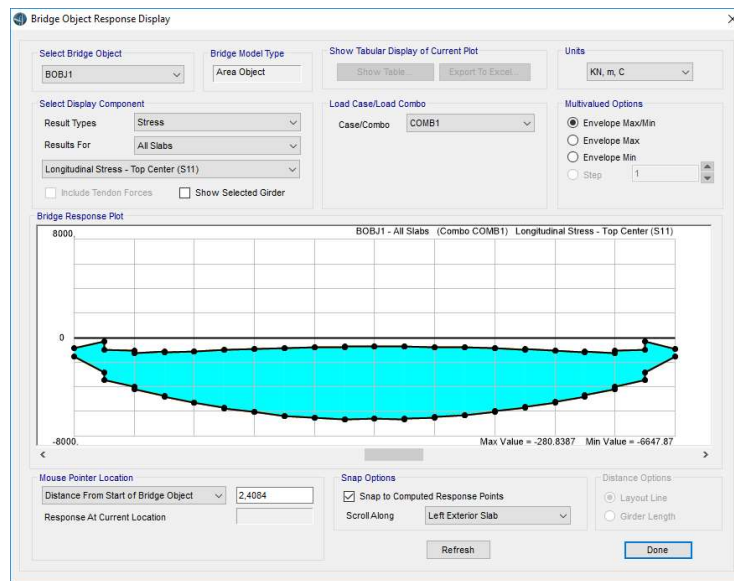 Bridge Object Response Display
Select Bridge Object
BOBJ1
Bridge Model Type
Area Object
Show Tabular Display of Current Plot
Show Table...
Export To Excel...
Units
KN, m, C
Select Display Component
Result Types
Stress
Results For
All Slabs
Longitudinal Stress - Top Center (S11)
Include Tendon Forces
Show Selected Girder
Load Case/Load Combo
Case/Combo
COMB1
Multivalued Options
Envelope Max/Min
Envelope Max
Envelope Min
Step
1
Bridge Response Plot
BOBJ1 - All Slabs (Combo COMB1) Longitudinal Stress - Top Center (S11)
8000.
0
-8000.
Max Value = -280.8387 Min Value = -6647.87
Mouse Pointer Location
Distance From Start of Bridge Object
2,4084
Response At Current Location
Snap Options
Snap to Computed Response Points
Scroll Along
Left Exterior Slab
Distance Options
Layout Line
Girder Length
Refresh
Done